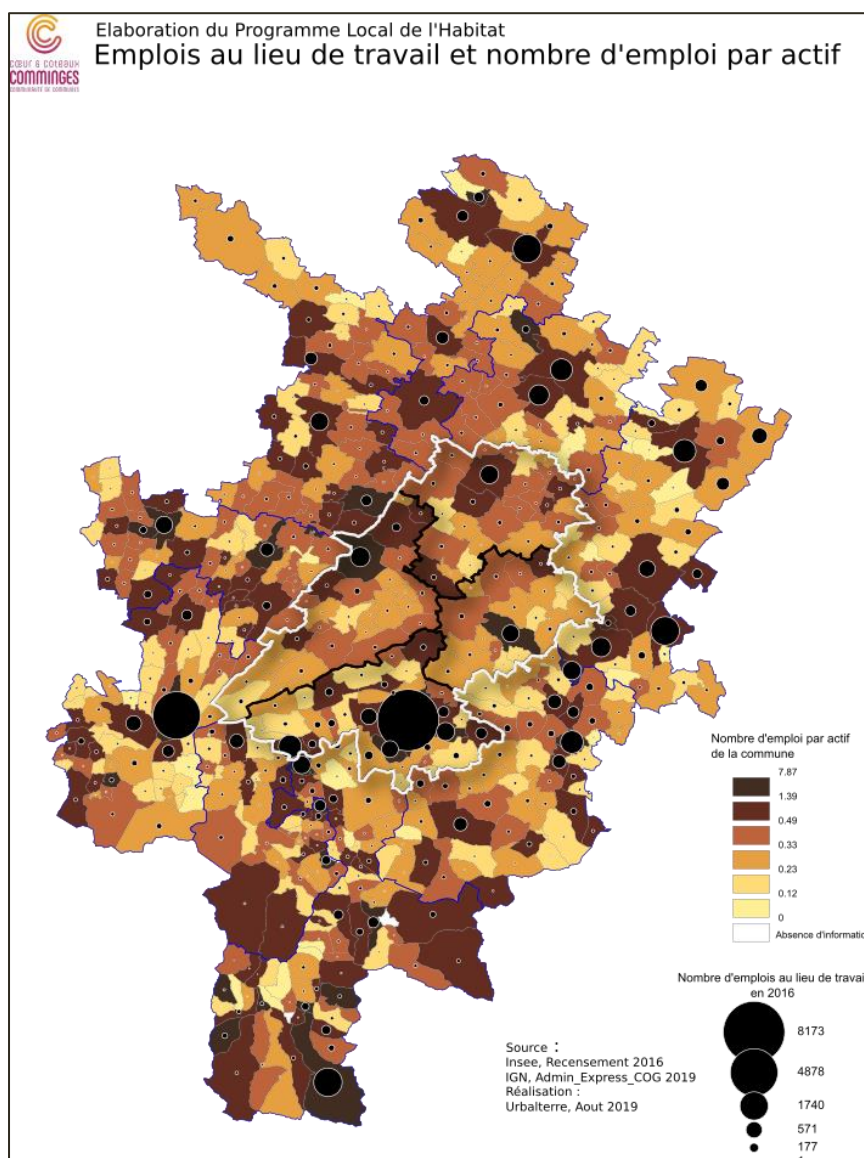 Elaboration du Programme Local de l'Habitat
Emplois au lieu de travail et nombre d'emploi par actif
CŒUR & COTEAUX
COMMINGES
COMMUNAUTÉ DE COMMUNES
Nombre d'emploi par actif
de la commune
7.87
1.39
0.49
0.33
0.23
0.12
0
Absence d'informatio
Nombre d'emplois au lieu de travai
en 2016
8173
4878
1740
571
177
Source :
Insee, Recensement 2016
IGN, Admin_Express_COG 2019
Réalisation :
Urbalterre, Aout 2019